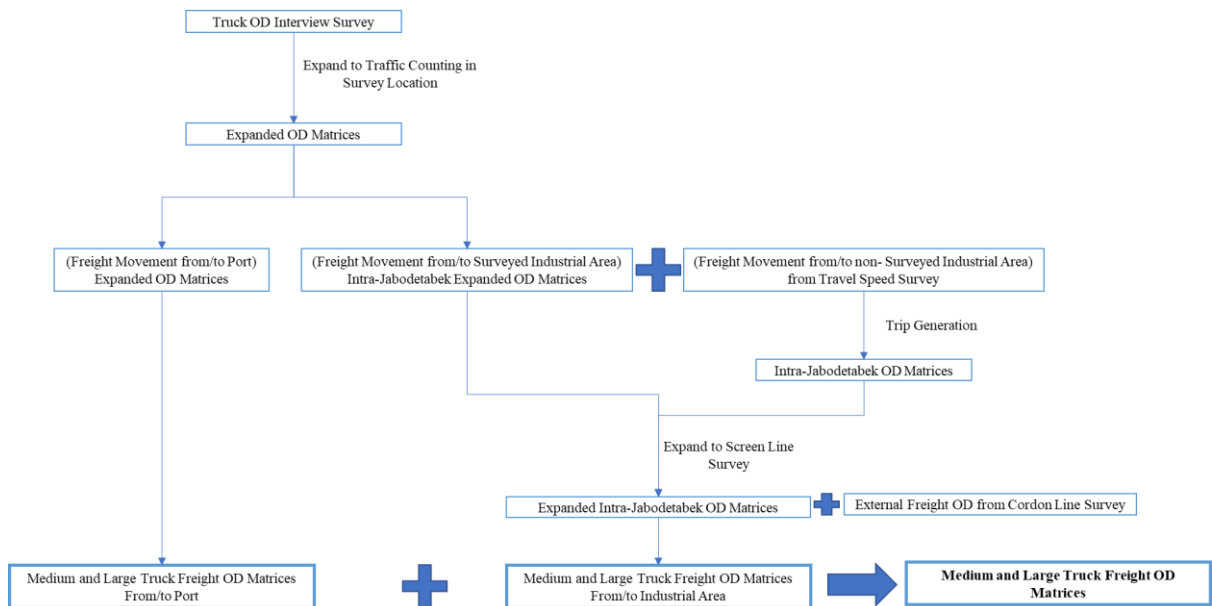 Truck OD Interview Survey
Expand to Traffic Counting in
Survey Location
Expanded OD Matrices
(Freight Movement from/to Port)
Expanded OD Matrices
(Freight Movement from/to Surveyed Industrial Area)
Intra-Jabodetabek Expanded OD Matrices
(Freight Movement from/to non- Surveyed Industrial Area)
from Travel Speed Survey
Trip Generation
Intra-Jabodetabek OD Matrices
Expand to Screen Line
Survey
Expanded Intra-Jabodetabek OD Matrices
External Freight OD from Cordon Line Survey
Medium and Large Truck Freight OD Matrices
From/to Port
Medium and Large Truck Freight OD Matrices
From/to Industrial Area
Medium and Large Truck Freight OD
Matrices